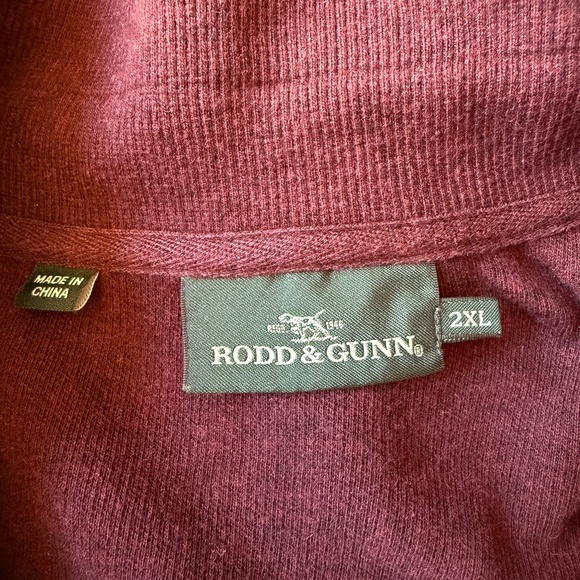 MADE IN
CHINA
REGD. 1946
RODD & GUNN®
2XL